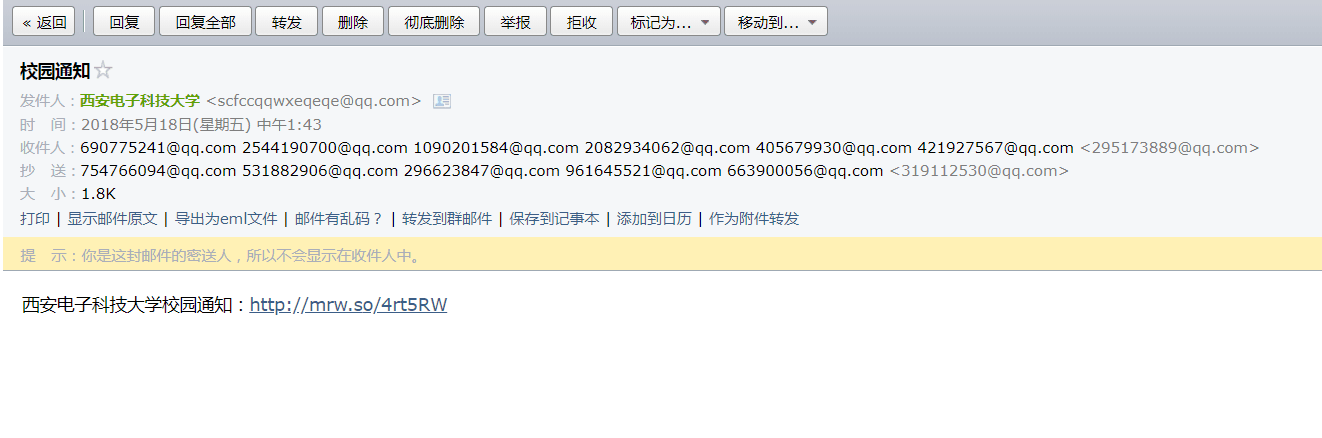 « 返回 回复 回复全部 转发 删除 彻底删除 举报 拒收 标记为... 移动到...
校园通知
发件人：西安电子科技大学 <scfccqqwxeqeqe@qq.com>
时 间：2018年5月18日(星期五) 中午1:43
收件人：690775241@qq.com 2544190700@qq.com 1090201584@qq.com 2082934062@qq.com 405679930@qq.com 421927567@qq.com <295173889@qq.com>
抄 送：754766094@qq.com 531882906@qq.com 296623847@qq.com 961645521@qq.com 663900056@qq.com <319112530@qq.com>
大 小：1.8K
打印 | 显示邮件原文 | 导出为eml文件 | 邮件有乱码？ | 转发到群邮件 | 保存到记事本 | 添加到日历 | 作为附件转发
提 示：你是这封邮件的密送人，所以不会显示在收件人中。
西安电子科技大学校园通知：http://mrw.so/4rt5RW